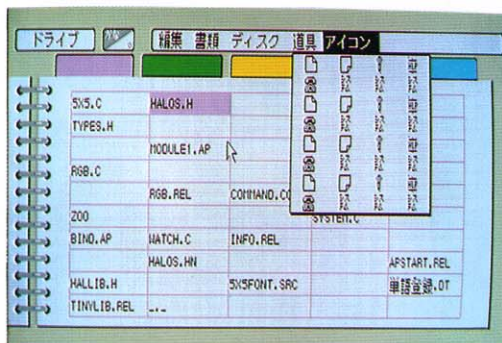 ドライブ 編集 書類 ディスク 道具 アイコン
5X5.C HALOS.H
TYPES.H
MODULE1.AP
RGB.C
RGB.REL COMMAND.CO
ZOO SYSTEM.C
BIND.AP WATCH.C INFO.REL
HALOS.HN APSTART.REL
HALLIB.H 5X5FONT.SRC 単語登録.OT
TINYLIB.REL _._